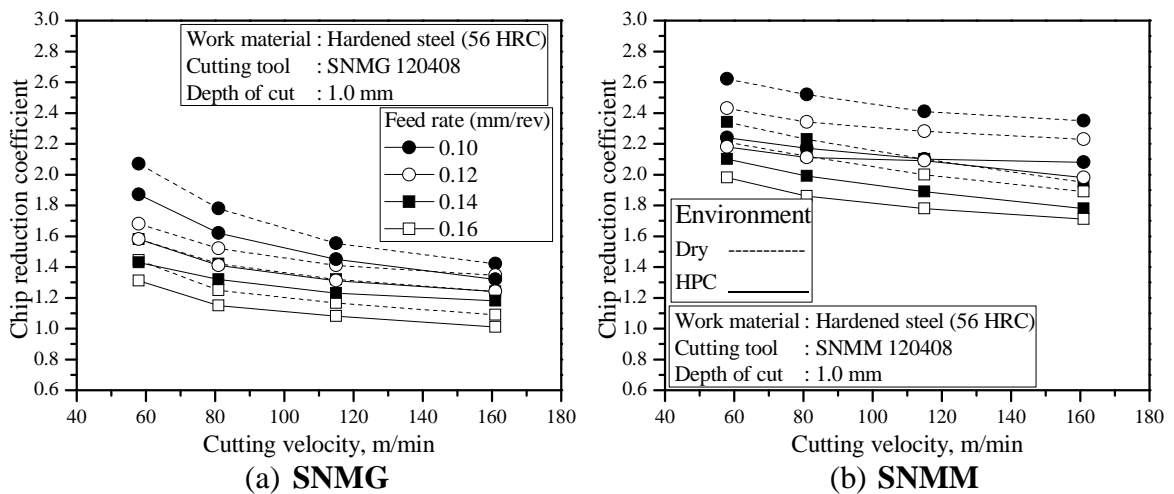 3.0
2.8
2.6
2.4
2.2
2.0
1.8
1.6
1.4
1.2
1.0
0.8
0.6
Chip reduction coefficient
Work material : Hardened steel (56 HRC)
Cutting tool : SNMG 120408
Depth of cut : 1.0 mm
Feed rate (mm/rev)
0.10
0.12
0.14
0.16
40 60 80 100 120 140 160 180
Cutting velocity, m/min
(a) SNMG
3.0
2.8
2.6
2.4
2.2
2.0
1.8
1.6
1.4
1.2
1.0
0.8
0.6
Chip reduction coefficient
Environment
Dry
HPC
Work material : Hardened steel (56 HRC)
Cutting tool : SNMM 120408
Depth of cut : 1.0 mm
40 60 80 100 120 140 160 180
Cutting velocity, m/min
(b) SNMM